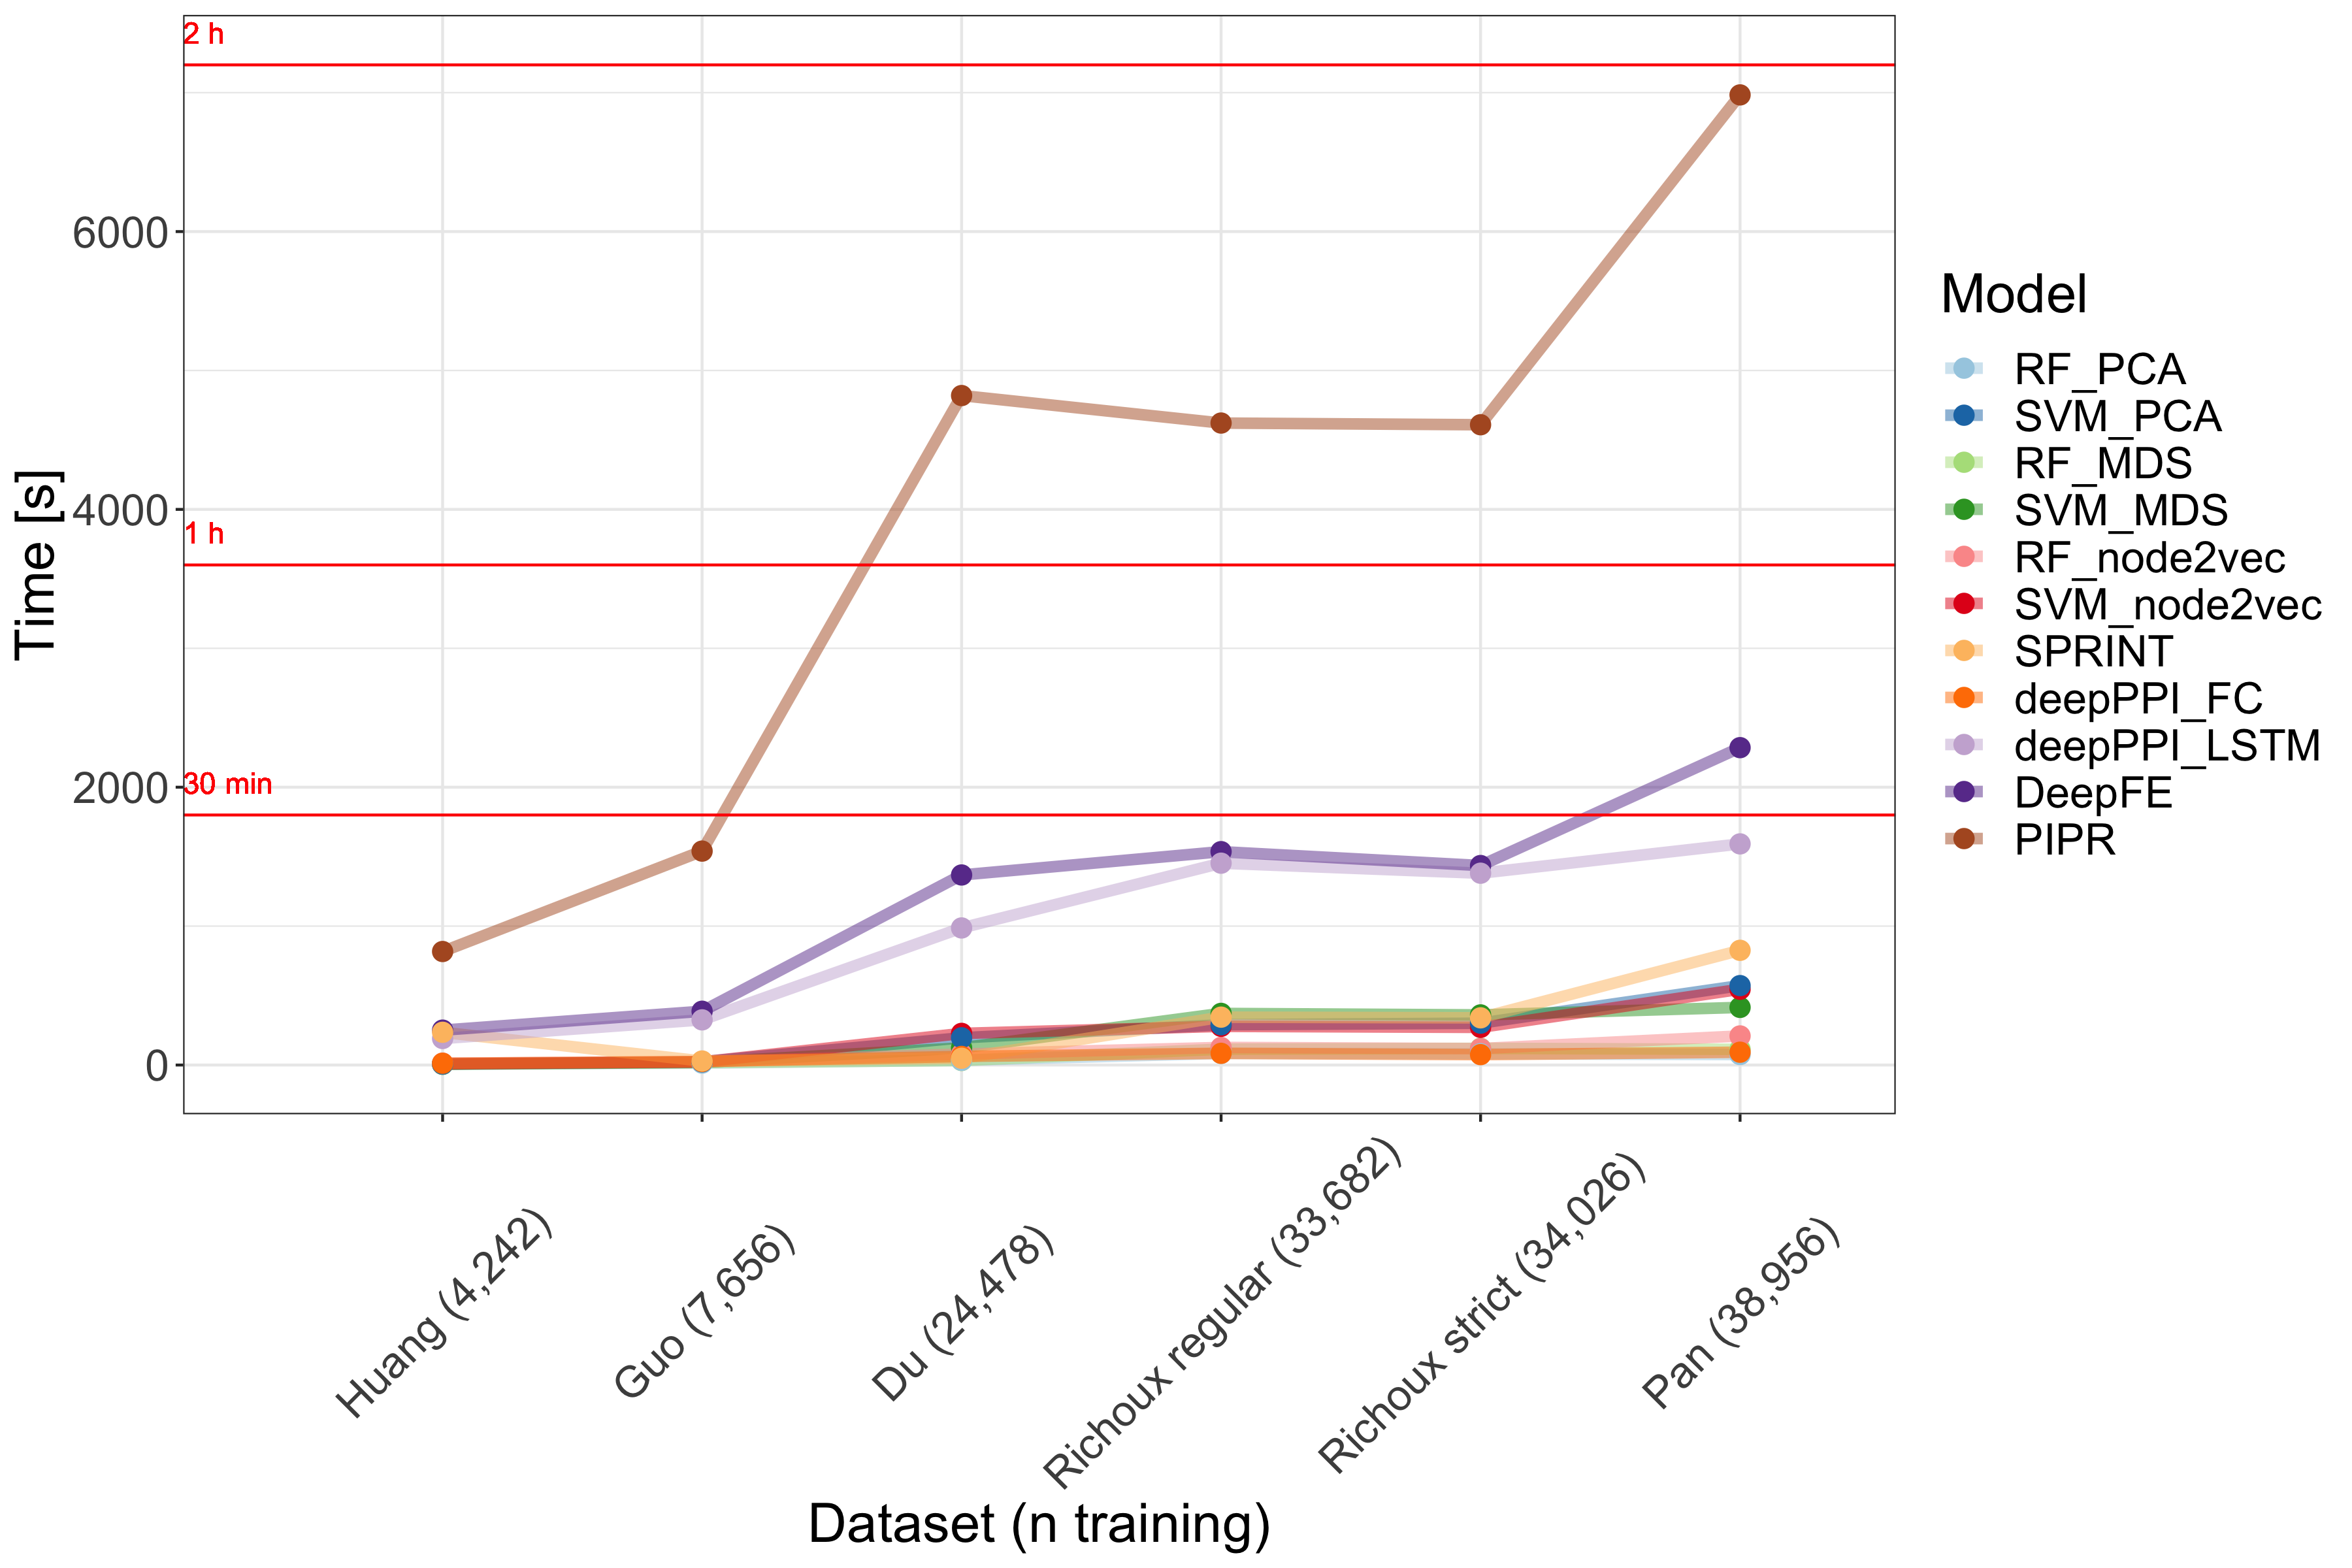 2 h
6000
4000
1 h
2000
30 min
0
Time [s]
Huang (4,242)
Guo (7,656)
Du (24,478)
Richoux regular (33,682)
Richoux strict (34,026)
Pan (38,956)
Dataset (n training)
Model
RF_PCA
SVM_PCA
RF_MDS
SVM_MDS
RF_node2vec
SVM_node2vec
SPRINT
deepPPI_FC
deepPPI_LSTM
DeepFE
PIPR